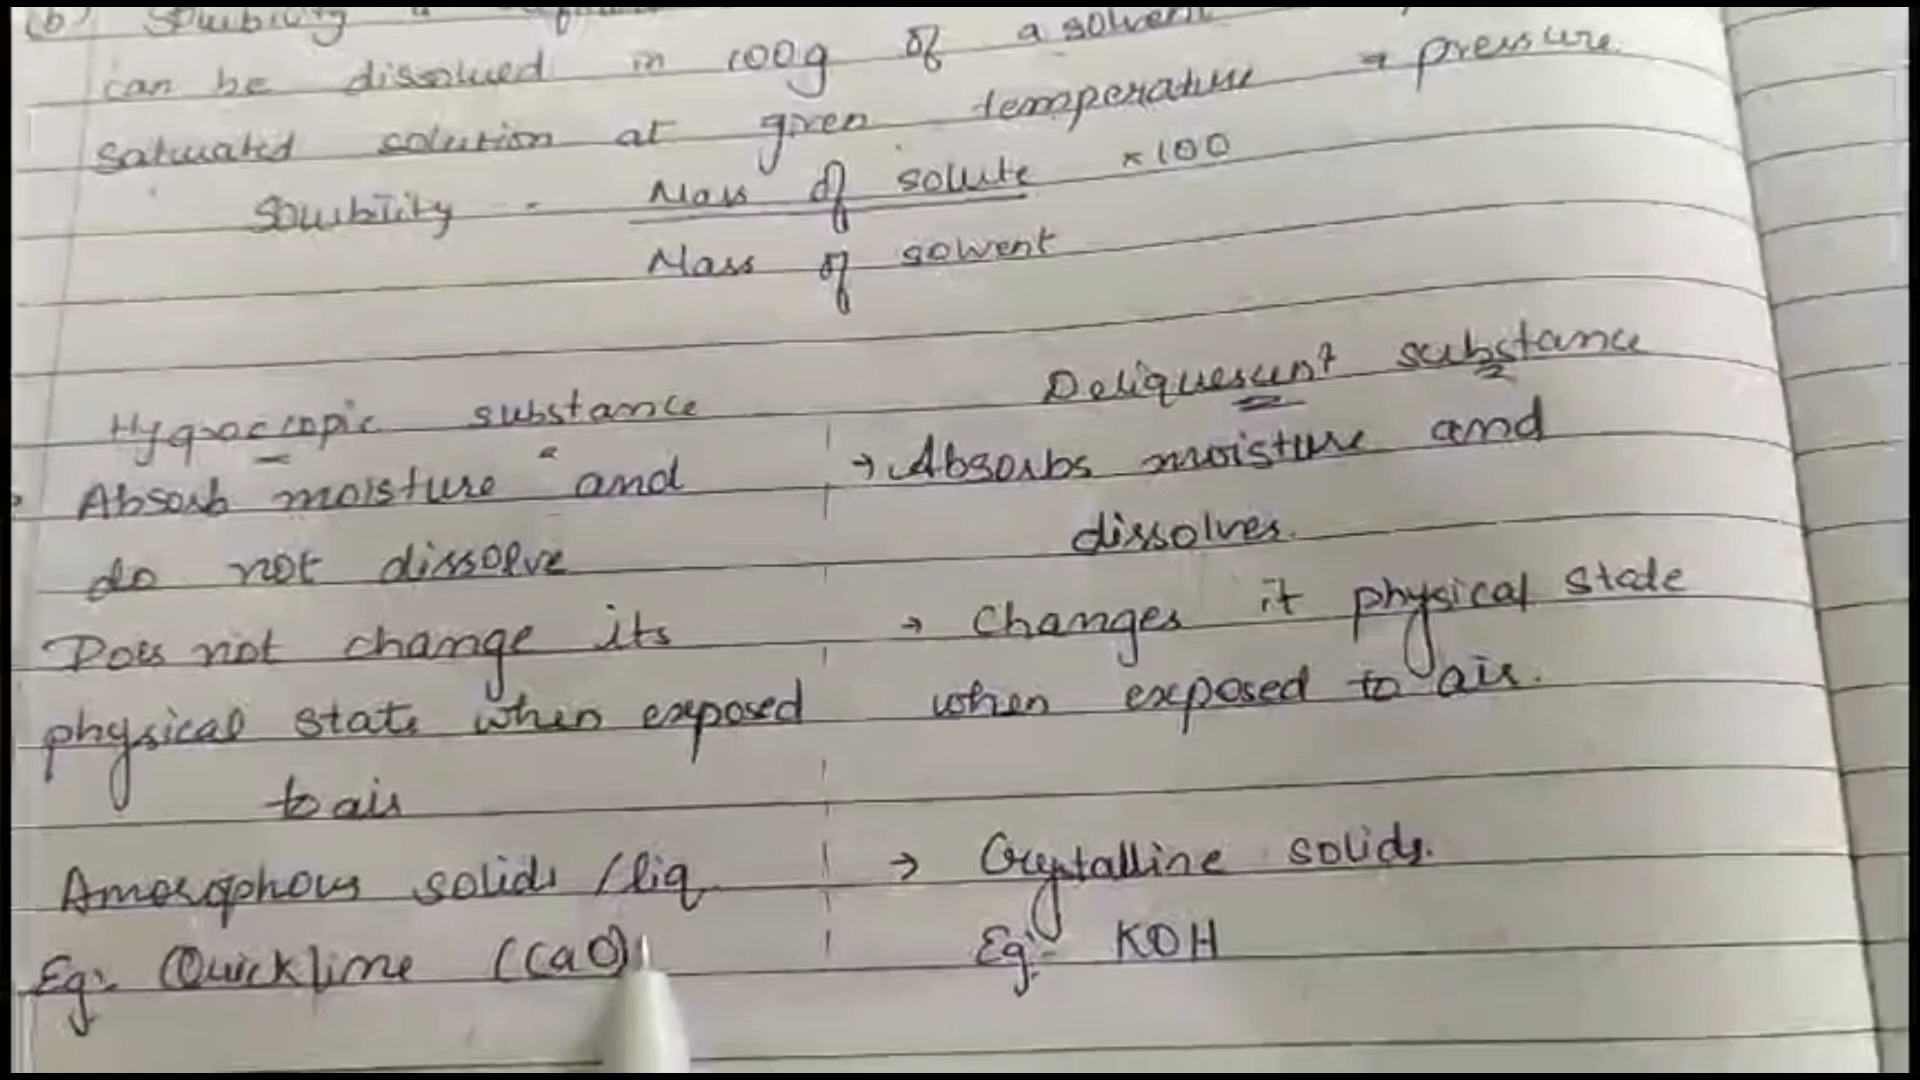 (b) Solubility is
can be dissolved in 100g of a solvent
saturated solution at given temperature & pressure.
Solubility = Mass of solute ×100
Mass of solvent
Hygroscopic substance
Deliquescent substance
Absorb moisture and
do not dissolve
Does not change its
physical state when exposed
to air
Amorphous solids / liq
Eg:- Quicklime (CaO)
→ Absorbs moisture and
dissolves.
→ Changes it physical state
when exposed to air.
→ Crystalline solids.
Eg:- KOH